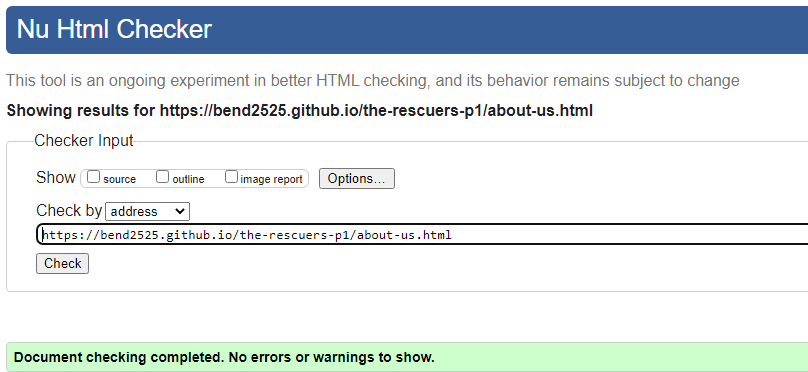 Nu Html Checker
This tool is an ongoing experiment in better HTML checking, and its behavior remains subject to change
Showing results for https://bend2525.github.io/the-rescuers-p1/about-us.html
Checker Input
Show source outline image report Options...
Check by address
https://bend2525.github.io/the-rescuers-p1/about-us.html
Check
Document checking completed. No errors or warnings to show.